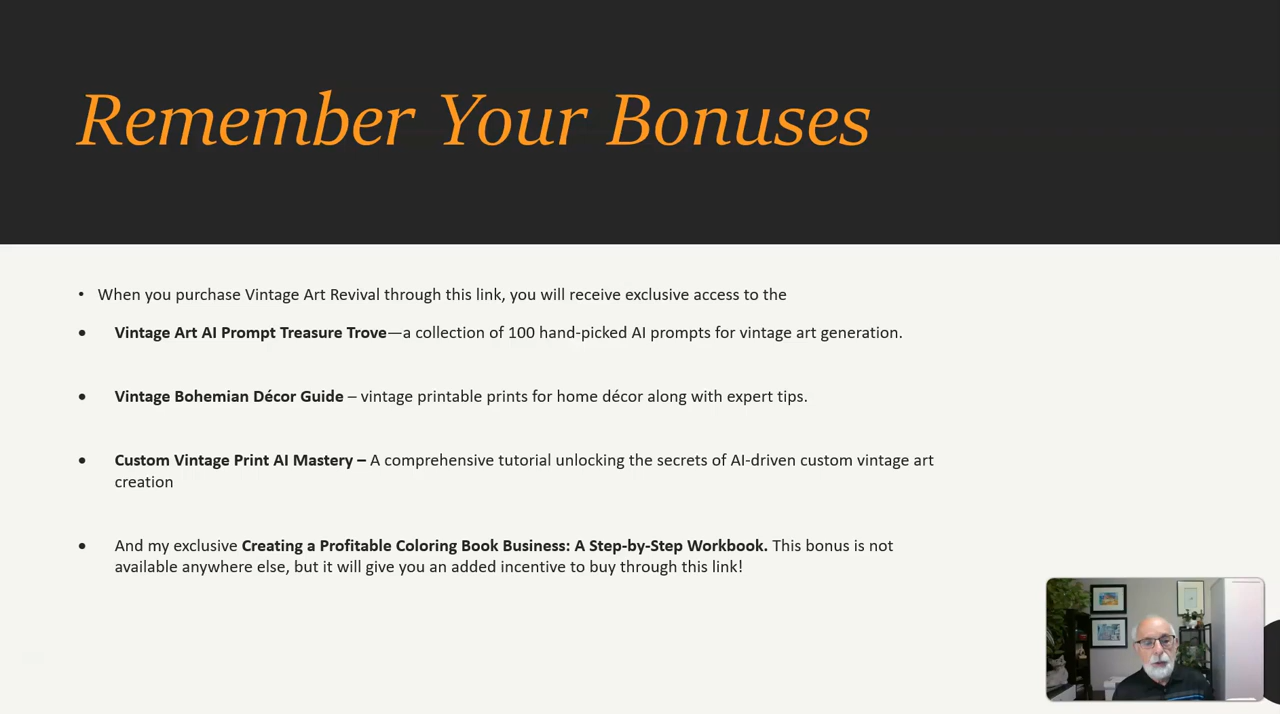 Remember Your Bonuses
• When you purchase Vintage Art Revival through this link, you will receive exclusive access to the
• Vintage Art AI Prompt Treasure Trove—a collection of 100 hand-picked AI prompts for vintage art generation.
• Vintage Bohemian Décor Guide – vintage printable prints for home décor along with expert tips.
• Custom Vintage Print AI Mastery – A comprehensive tutorial unlocking the secrets of AI-driven custom vintage art
creation
• And my exclusive Creating a Profitable Coloring Book Business: A Step-by-Step Workbook. This bonus is not
available anywhere else, but it will give you an added incentive to buy through this link!